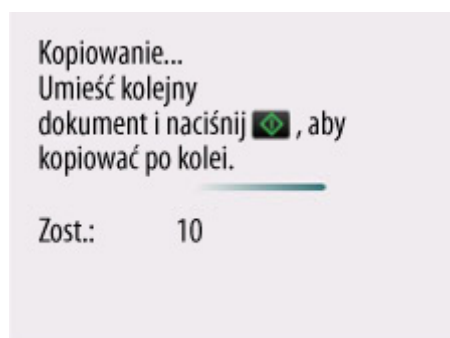 Kopiowanie...
Umieść kolejny
dokument i naciśnij , aby
kopiować po kolei.
Zost.: 10